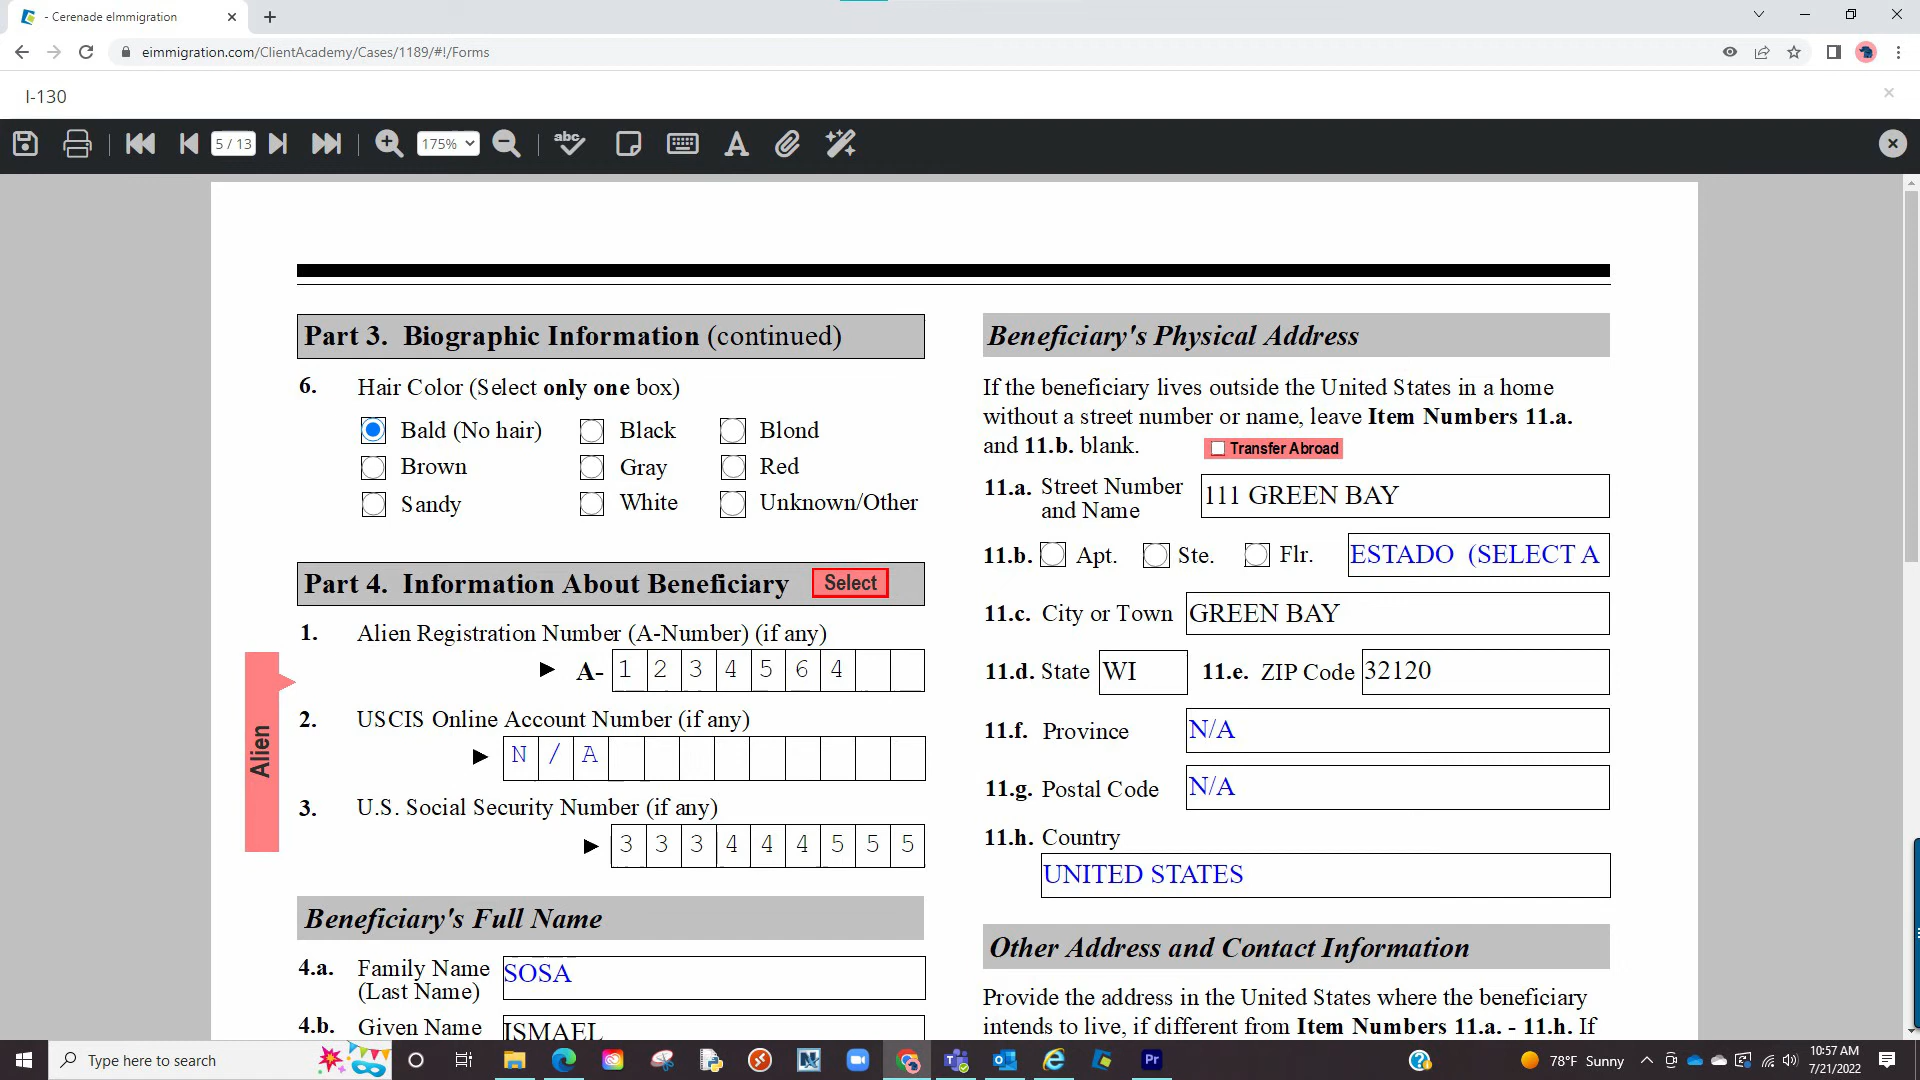 - Cerenade eImmigration
eimmigration.com/ClientAcademy/Cases/1189/#!/Forms
I-130
5 / 13
175%
abc
Part 3. Biographic Information (continued)
6. Hair Color (Select only one box)
Bald (No hair) Black Blond
Brown Gray Red
Sandy White Unknown/Other
Part 4. Information About Beneficiary Select
Alien
1. Alien Registration Number (A-Number) (if any)
A- 1 2 3 4 5 6 4
2. USCIS Online Account Number (if any)
N / A
3. U.S. Social Security Number (if any)
3 3 3 4 4 4 5 5 5
Beneficiary's Full Name
4.a. Family Name
(Last Name) SOSA
4.b. Given Name ISMAEL
Beneficiary's Physical Address
If the beneficiary lives outside the United States in a home
without a street number or name, leave Item Numbers 11.a.
and 11.b. blank. Transfer Abroad
11.a. Street Number
and Name 111 GREEN BAY
11.b. Apt. Ste. Flr. ESTADO (SELECT A
11.c. City or Town GREEN BAY
11.d. State WI 11.e. ZIP Code 32120
11.f. Province N/A
11.g. Postal Code N/A
11.h. Country
UNITED STATES
Other Address and Contact Information
Provide the address in the United States where the beneficiary
intends to live, if different from Item Numbers 11.a. - 11.h. If
Type here to search
Pr
78°F Sunny
10:57 AM
7/21/2022